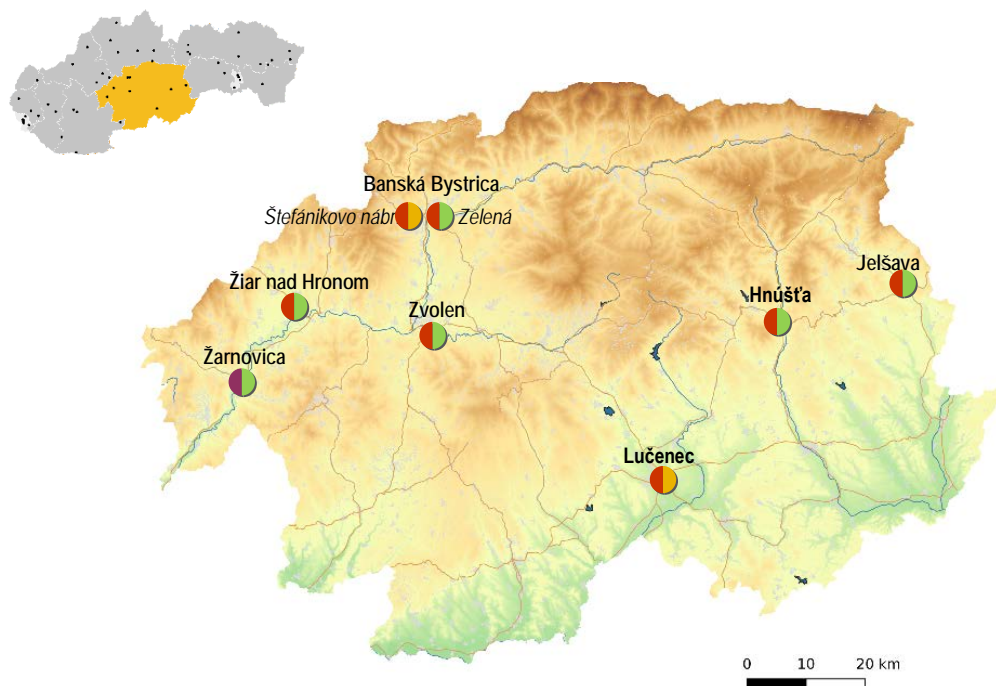 Banská Bystrica
Štefánikovo nábr
Zelená
Jelšava
Žiar nad Hronom
Hnúšťa
Zvolen
Žarnovica
Lučenec
0 10 20 km